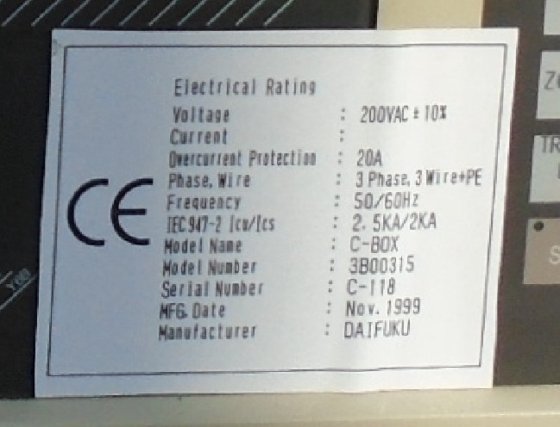 Electrical Rating
Voltage : 200VAC ± 10%
Current :
Overcurrent Protection : 20A
Phase, Wire : 3 Phase, 3 Wire+PE
Frequency : 50/60Hz
IEC 947-2 Icu/Ics : 2. 5KA/2KA
Model Name : C-BOX
Model Number : 3B00315
Serial Number : C-118
MFG. Date : Nov. 1999
Manufacturer : DAIFUKU
CE